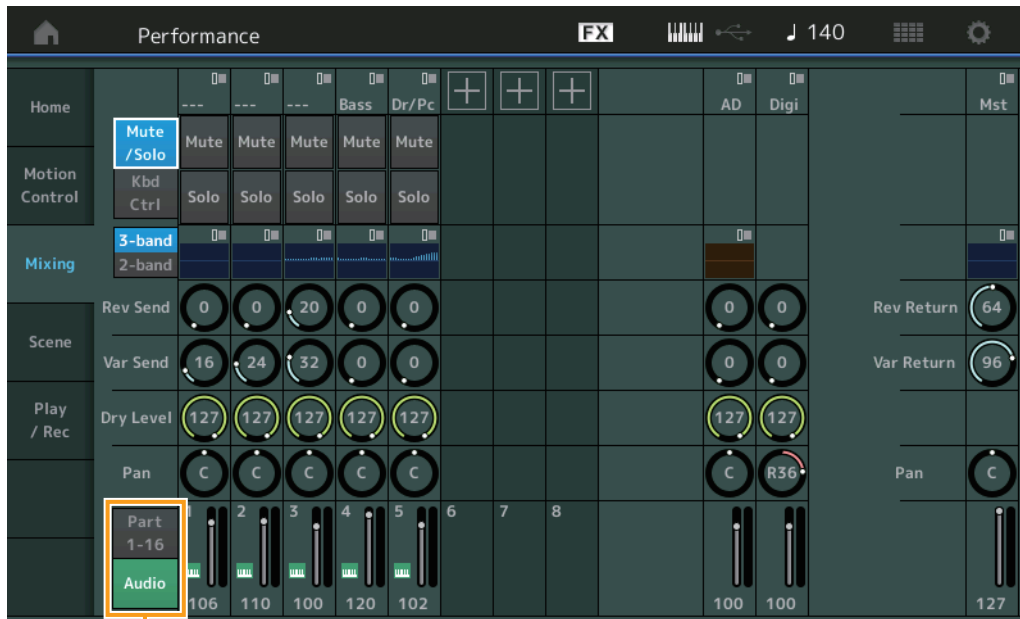 Performance FX 140
Home
--- --- --- Bass Dr/Pc AD Digi Mst
Mute
/Solo
Mute Mute Mute Mute Mute
Motion
Control
Kbd
Ctrl
Solo Solo Solo Solo Solo
Mixing
3-band
2-band
Rev Send 0 0 20 0 0 0 0 Rev Return 64
Scene
Var Send 16 24 32 0 0 0 0 Var Return 96
Play
/ Rec
Dry Level 127 127 127 127 127 127 127
Pan C C C C C C R36 Pan C
Part
1-16
1 2 3 4 5 6 7 8
Audio
106 110 100 120 102 100 100 127